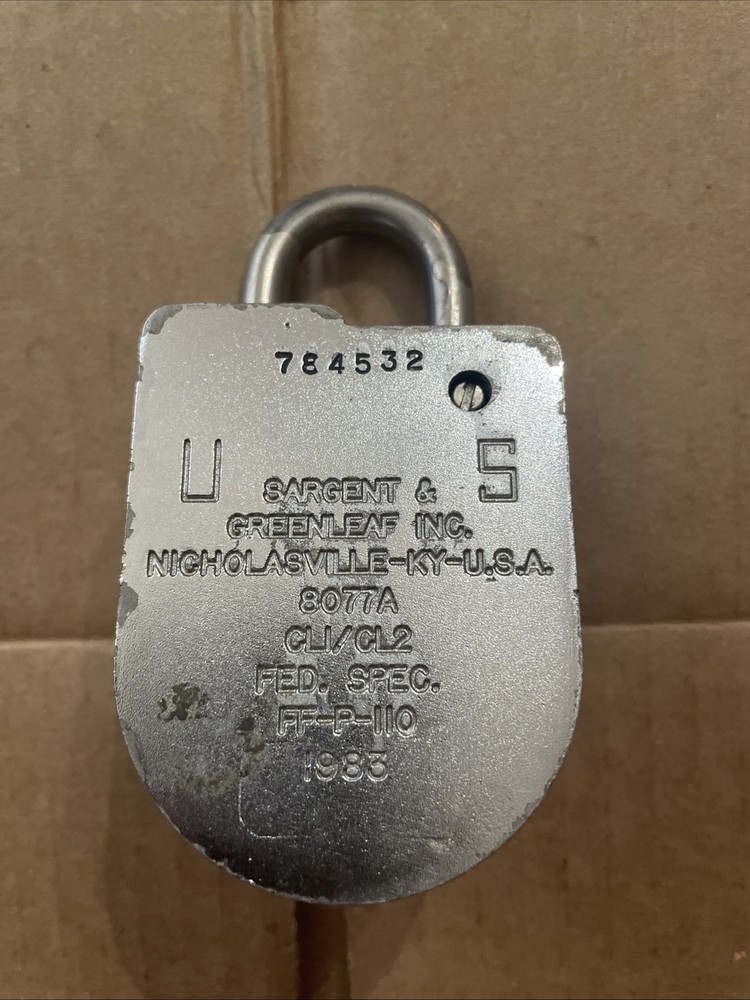 784532
U S
SARGENT &
GREENLEAF INC.
NICHOLASVILLE-KY-U.S.A.
8077A
CL1/CL2
FED. SPEC.
FF-P-110
1983